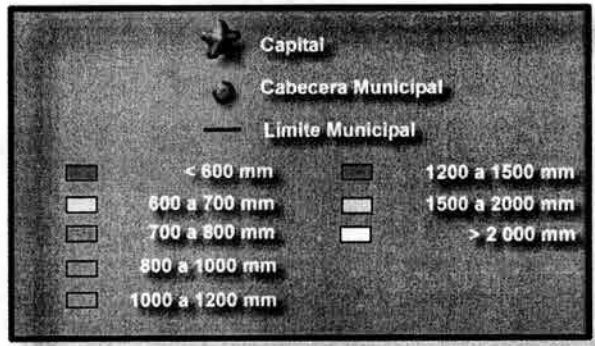 Capital
Cabecera Municipal
Límite Municipal
< 600 mm
600 a 700 mm
700 a 800 mm
800 a 1000 mm
1000 a 1200 mm
1200 a 1500 mm
1500 a 2000 mm
> 2 000 mm